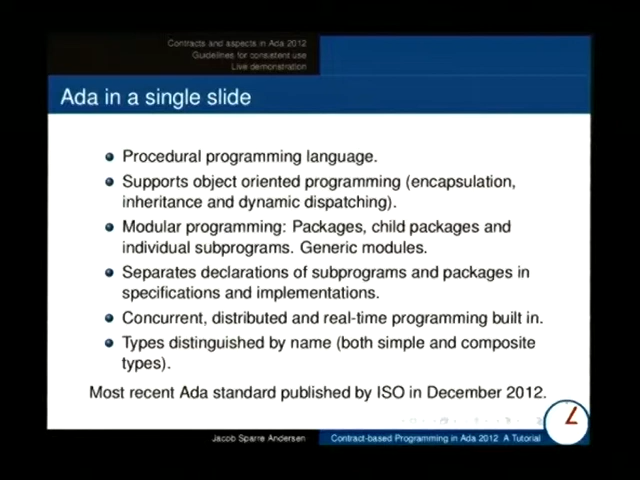 Contracts and aspects in Ada 2012
Guidelines for consistent use
Live demonstration
Ada in a single slide
Procedural programming language.
Supports object oriented programming (encapsulation,
inheritance and dynamic dispatching).
Modular programming: Packages, child packages and
individual subprograms. Generic modules.
Separates declarations of subprograms and packages in
specifications and implementations.
Concurrent, distributed and real-time programming built in.
Types distinguished by name (both simple and composite
types).
Most recent Ada standard published by ISO in December 2012.
Jacob Sparre Andersen
Contract-based Programming in Ada 2012 A Tutorial